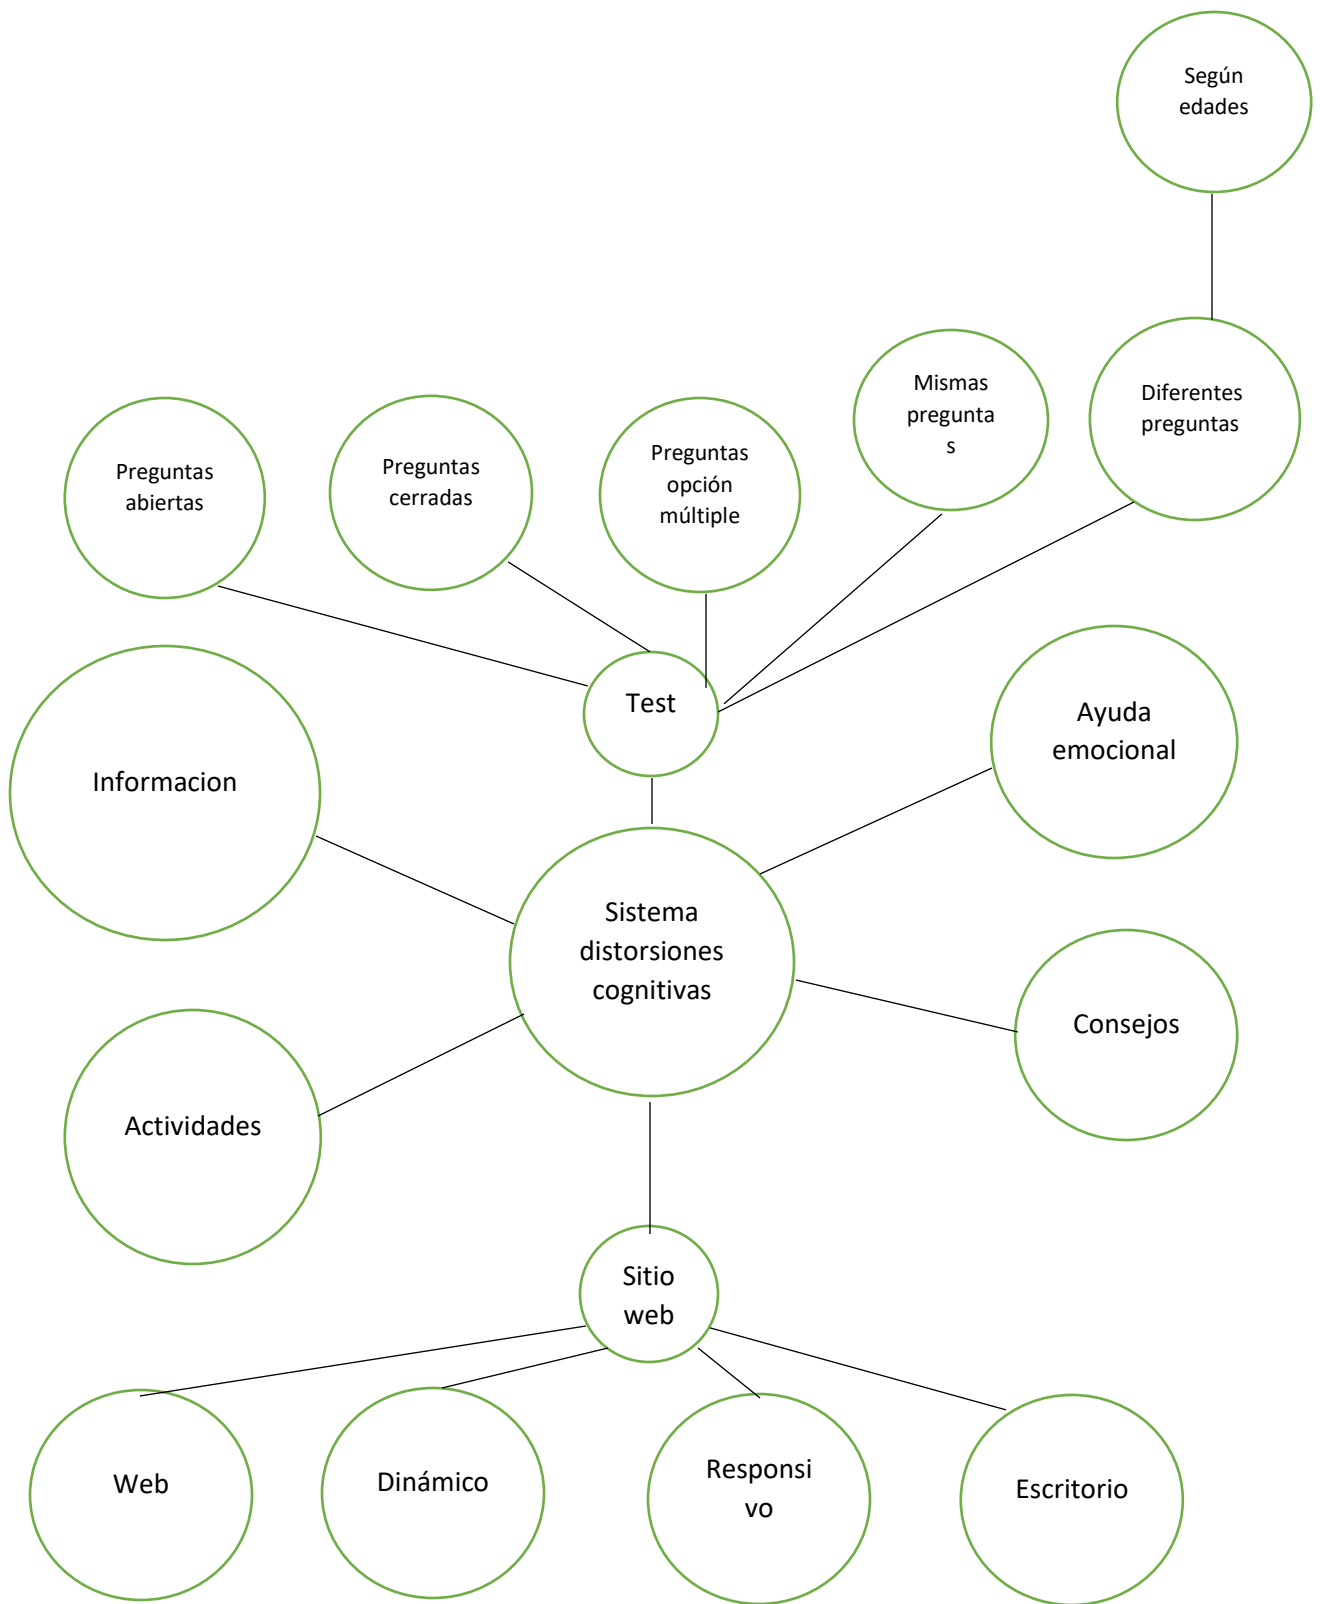 Según
edades
Mismas
pregunta
s
Diferentes
preguntas
Preguntas
abiertas
Preguntas
cerradas
Preguntas
opción
múltiple
Test
Ayuda
emocional
Informacion
Sistema
distorsiones
cognitivas
Consejos
Actividades
Sitio
web
Web
Dinámico
Responsi
vo
Escritorio